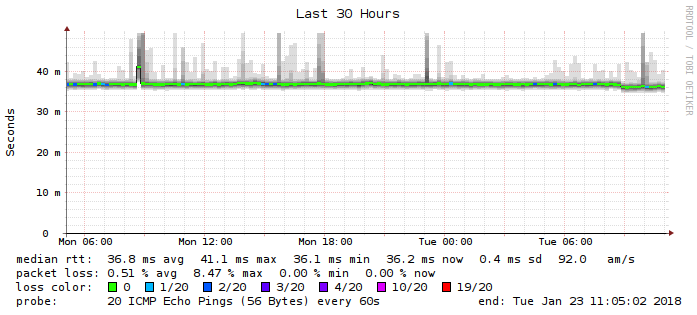 Last 30 Hours
RRDTOOL / TOBI OETIKER
Seconds
40 m
30 m
20 m
10 m
0
Mon 06:00 Mon 12:00 Mon 18:00 Tue 00:00 Tue 06:00
median rtt: 36.8 ms avg 41.1 ms max 36.1 ms min 36.2 ms now 0.4 ms sd 92.0 am/s
packet loss: 0.51 % avg 8.47 % max 0.00 % min 0.00 % now
loss color: 0 1/20 2/20 3/20 4/20 10/20 19/20
probe: 20 ICMP Echo Pings (56 Bytes) every 60s end: Tue Jan 23 11:05:02 2018